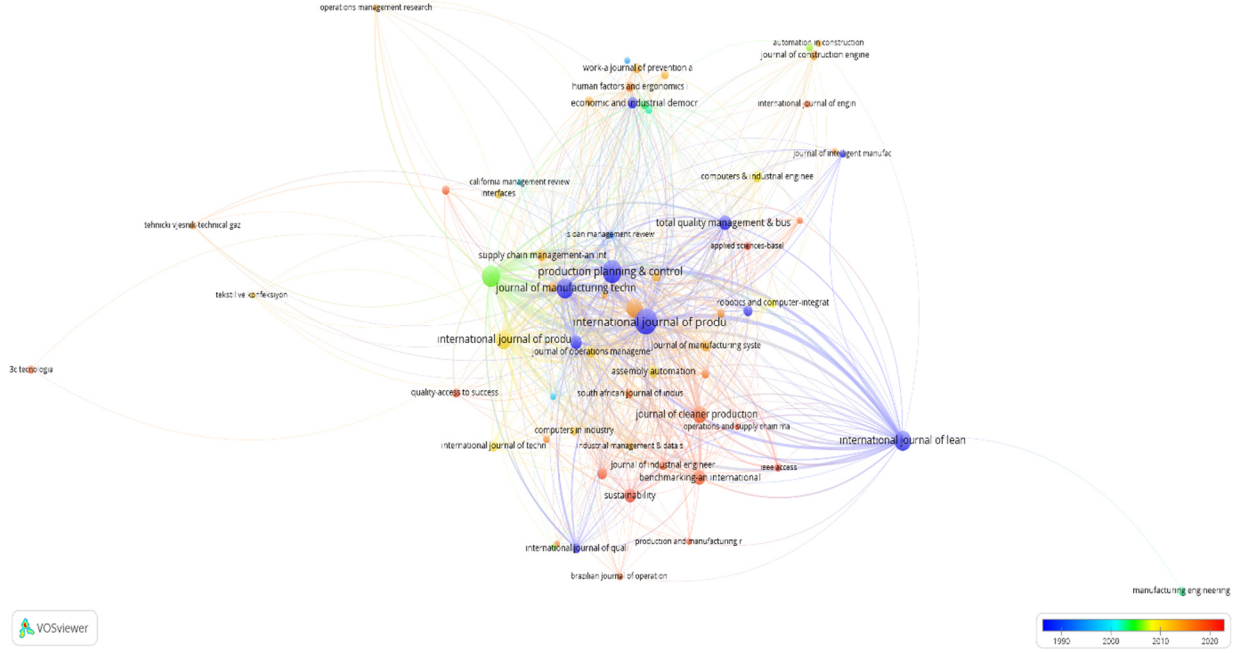 operations management research
automation in construction
journal of construction engine
work-a journal of prevention a
human factors and ergonomics i
economic and industrial democr
international journal of engin
journal of intelligent manufac
california management review
interfaces
computers & industrial enginee
tehnicki vjesnik-technical gaz
total quality management & bus
sloan management review
applied sciences-basel
supply chain management-an int
production planning & control
journal of manufacturing techn
tekstil ve konfeksiyon
robotics and computer-integrat
international journal of produ
international journal of produ
journal of operations manageme
journal of manufacturing syste
3c tecnologia
assembly automation
quality-access to success
south african journal of indus
journal of cleaner production
operations and supply chain ma
computers in industry
international journal of lean
international journal of techn
industrial management & data s
journal of industrial engineer
ieee access
benchmarking-an international
sustainability
production and manufacturing r
international journal of quali
brazilian journal of operation
manufacturing engineering
VOSviewer
1990 2000 2010 2020